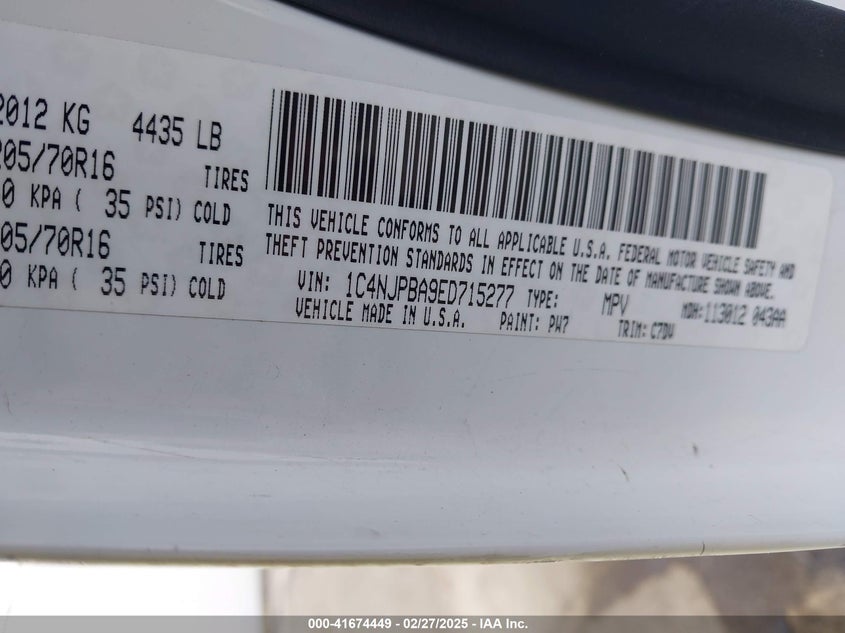 2012 KG 4435 LB
205/70R16 TIRES
0 KPA ( 35 PSI) COLD
205/70R16 TIRES
0 KPA ( 35 PSI) COLD
THIS VEHICLE CONFORMS TO ALL APPLICABLE U.S.A. FEDERAL MOTOR VEHICLE SAFETY AND
THEFT PREVENTION STANDARDS IN EFFECT ON THE DATE OF MANUFACTURE SHOWN ABOVE.
VIN: 1C4NJPBA9ED715277 TYPE: MPV MDH:113012 043AA
VEHICLE MADE IN U.S.A. PAINT: PW7 TRIM: C7DV
000-41674449 — 02/27/2025 — IAA Inc.